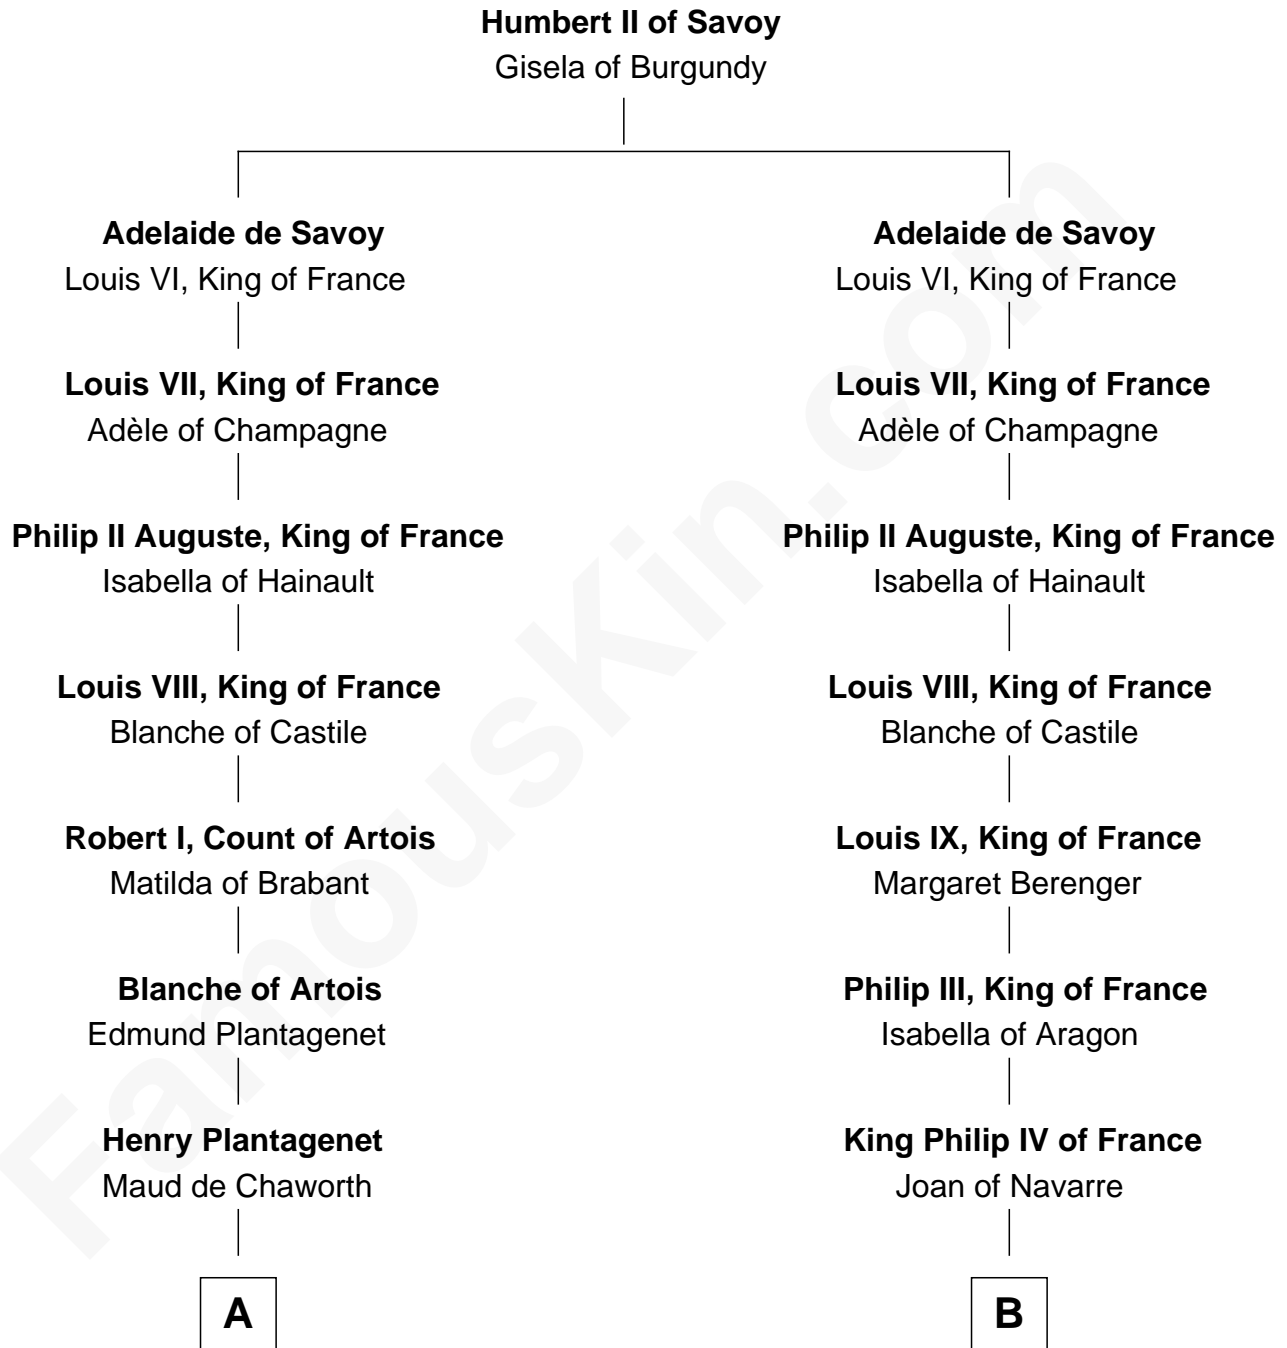 Humbert II of Savoy
Gisela of Burgundy
Adelaide de Savoy
Louis VI, King of France
Louis VII, King of France
Adèle of Champagne
Philip II Auguste, King of France
Isabella of Hainault
Louis VIII, King of France
Blanche of Castile
Robert I, Count of Artois
Matilda of Brabant
Blanche of Artois
Edmund Plantagenet
Henry Plantagenet
Maud de Chaworth
A
Adelaide de Savoy
Louis VI, King of France
Louis VII, King of France
Adèle of Champagne
Philip II Auguste, King of France
Isabella of Hainault
Louis VIII, King of France
Blanche of Castile
Louis IX, King of France
Margaret Berenger
Philip III, King of France
Isabella of Aragon
King Philip IV of France
Joan of Navarre
B
FamousKin.com